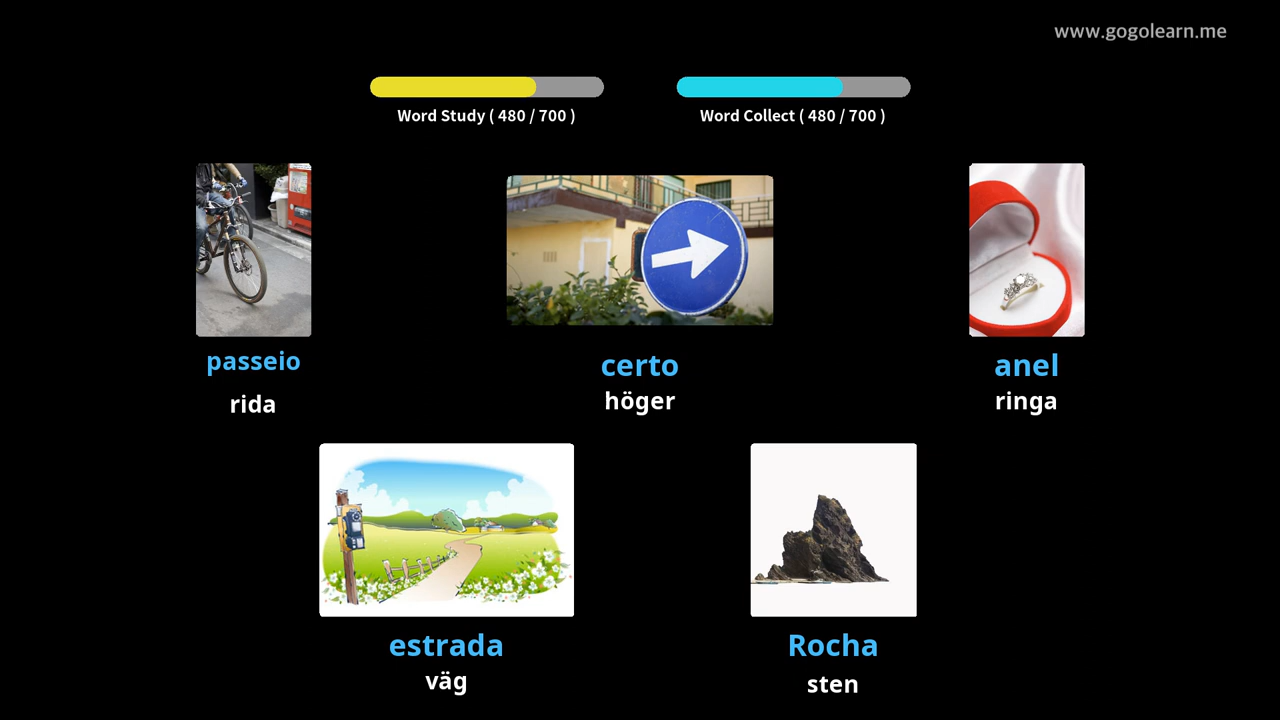 www.gogolearn.me
Word Study ( 480 / 700 )
Word Collect ( 480 / 700 )
passeio
rida
certo
höger
anel
ringa
estrada
väg
Rocha
sten